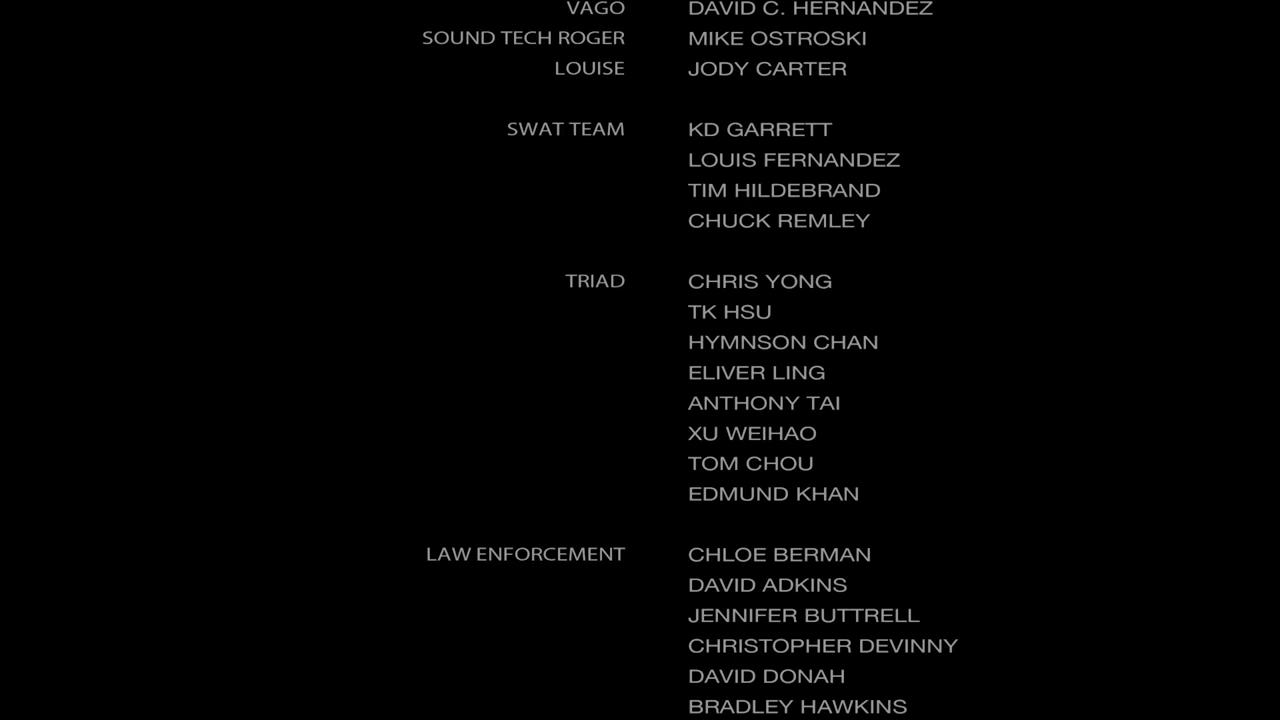 VAGO DAVID C. HERNANDEZ
SOUND TECH ROGER MIKE OSTROSKI
LOUISE JODY CARTER
SWAT TEAM KD GARRETT
LOUIS FERNANDEZ
TIM HILDEBRAND
CHUCK REMLEY
TRIAD CHRIS YONG
TK HSU
HYMNSON CHAN
ELIVER LING
ANTHONY TAI
XU WEIHAO
TOM CHOU
EDMUND KHAN
LAW ENFORCEMENT CHLOE BERMAN
DAVID ADKINS
JENNIFER BUTTRELL
CHRISTOPHER DEVINNY
DAVID DONAH
BRADLEY HAWKINS